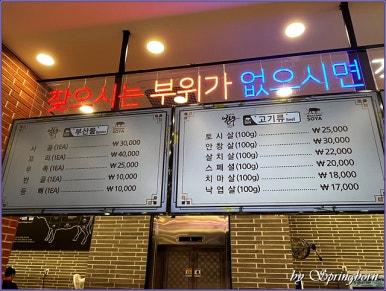 찾으시는 부위가 없으시면
부산물 beef
SOYA
사 골(1EA) ₩30,000
꼬 리(1EA) ₩40,000
우 족(1EA) ₩25,000
반 골(1EA) ₩10,000
등 뼈(1EA) ₩10,000
고기류 beef
SOYA
토시살(100g) ₩25,000
안창살(100g) ₩30,000
살치살(100g) ₩22,000
스페셜(100g) ₩20,000
치마살(100g) ₩18,000
낙엽살(100g) ₩17,000
by Springborn